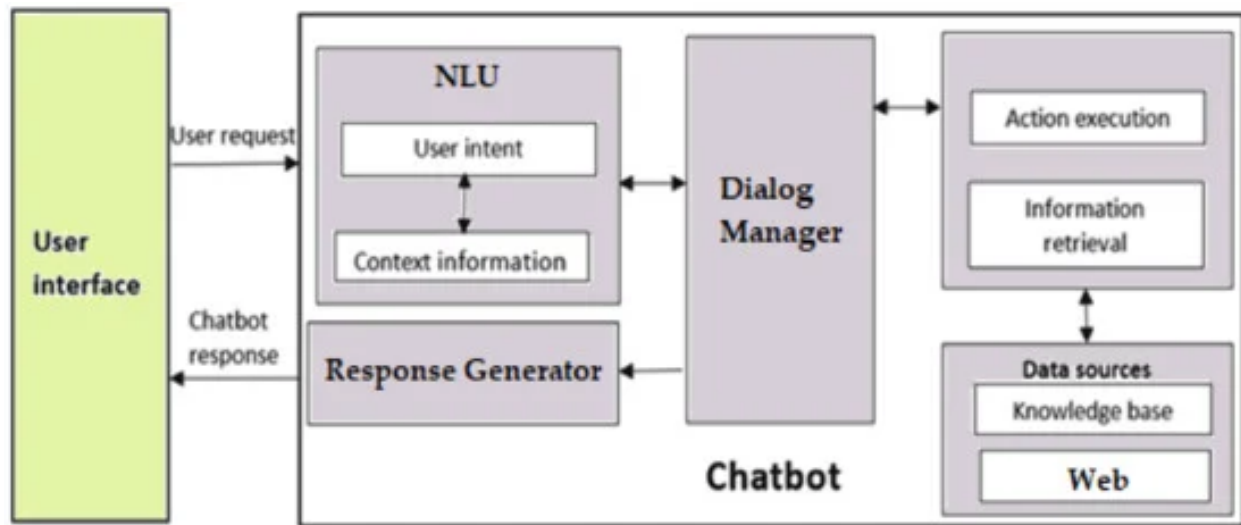 User
interface
User request
Chatbot
response
NLU
User intent
Context information
Response Generator
Dialog
Manager
Action execution
Information
retrieval
Data sources
Knowledge base
Web
Chatbot